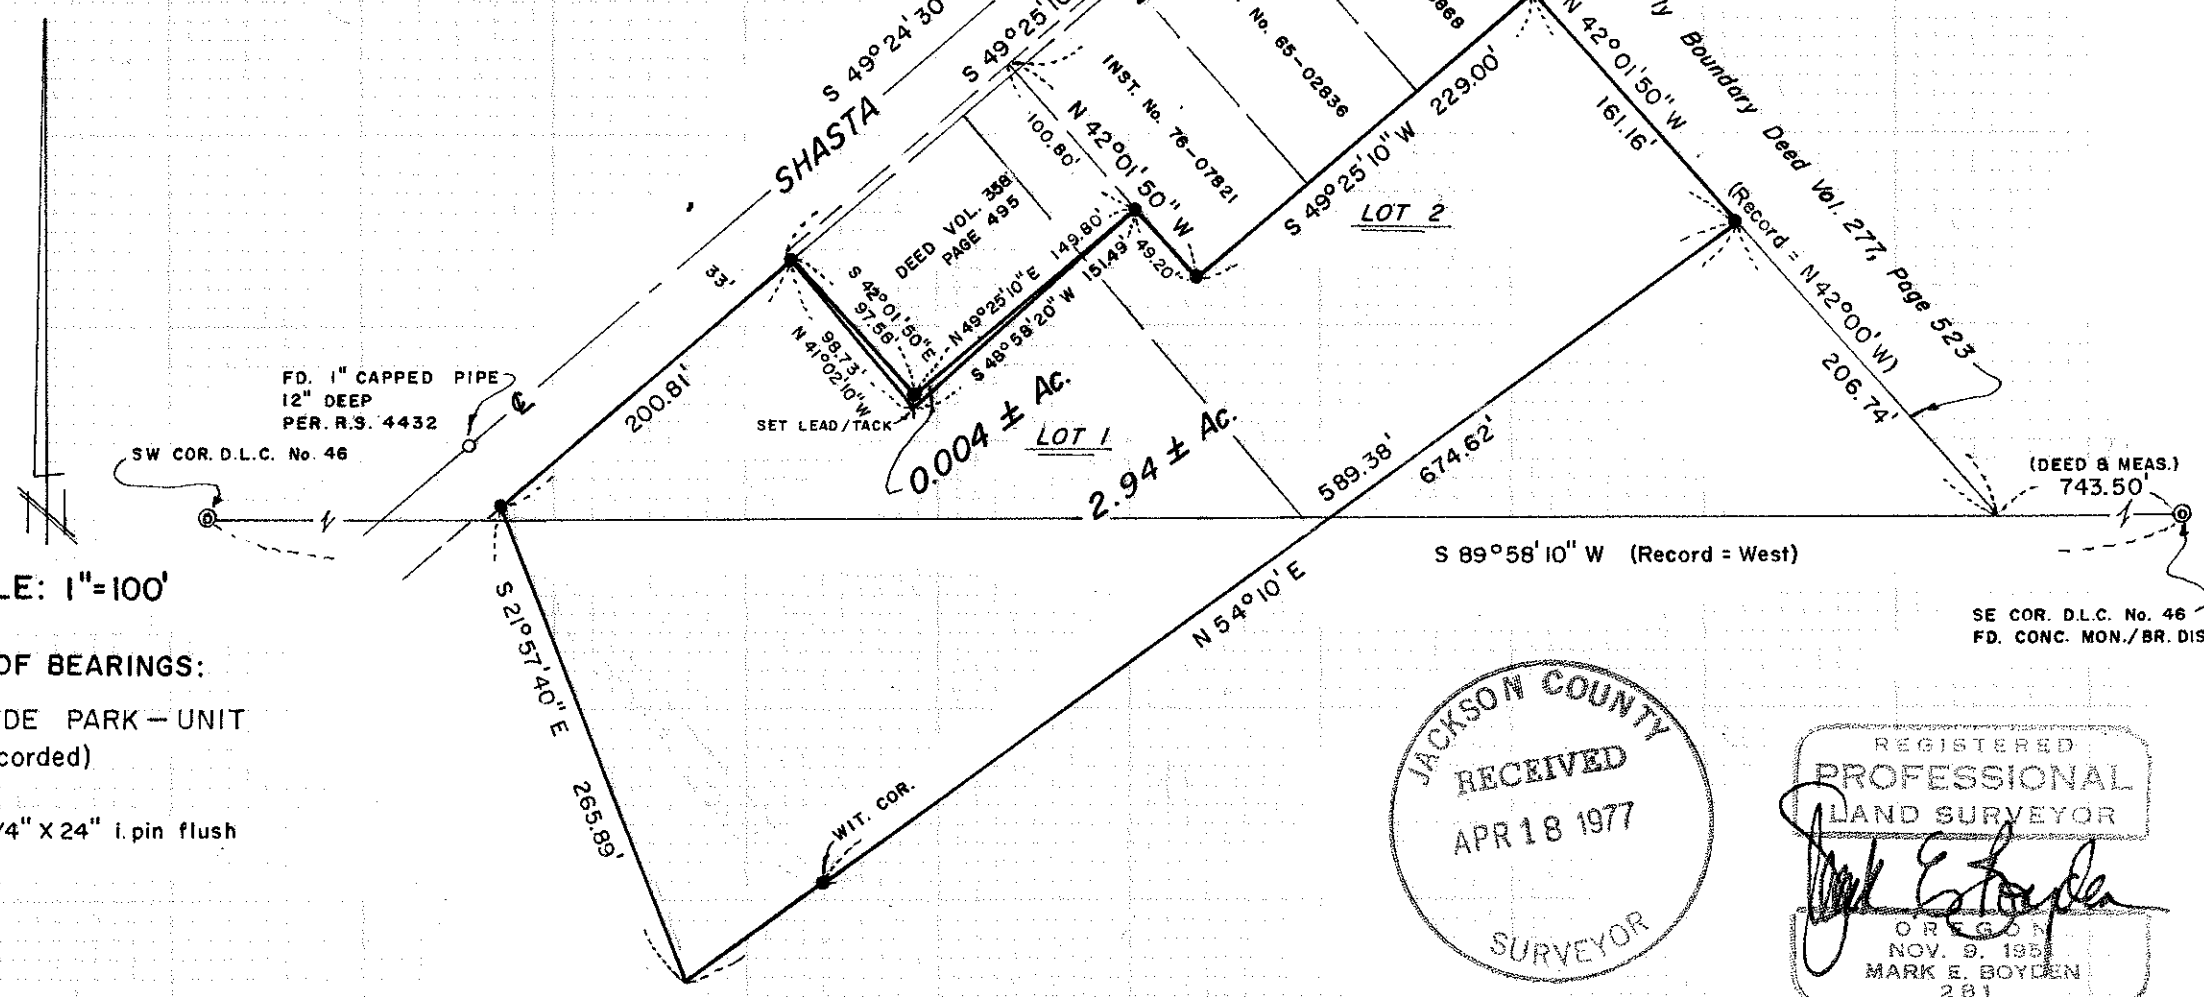 S 49° 24' 30
S 49° 25' 10
SHASTA
33'
INST. No. 76-07821
No. 65-02836
868
229.00'
S 49° 25' 10" W
LOT 2
N 42° 01' 50" W
161.16'
ly Boundary Deed Vol. 277, Page 523
(Record = N 42° 00' W)
206.74'
N 42° 01' 50" W
100.80'
49.20'
DEED VOL. 358
PAGE 495
S 42° 01' 50" E
97.56'
98.73'
N 41° 02' 10" W
N 49° 25' 10" E 149.80'
S 48° 58' 20" W 151.49'
SET LEAD/TACK
0.004 ± Ac.
LOT 1
2.94 ± Ac.
200.81'
FD. 1" CAPPED PIPE
12" DEEP
PER. R.S. 4432
℄
SW COR. D.L.C. No. 46
589.38'
674.62'
N 54° 10' E
(DEED & MEAS.)
743.50'
S 89° 58' 10" W (Record = West)
SE COR. D.L.C. No. 46
FD. CONC. MON./BR. DIS
S 21° 57' 40" E
265.89'
WIT. COR.
LE: 1"=100'
OF BEARINGS:
DE PARK — UNIT
corded)
/4" X 24" i. pin flush
JACKSON COUNTY
RECEIVED
APR 18 1977
SURVEYOR
REGISTERED
PROFESSIONAL
LAND SURVEYOR
Mark E Boyden
OREGON
NOV. 9, 195
MARK E. BOYDEN
281